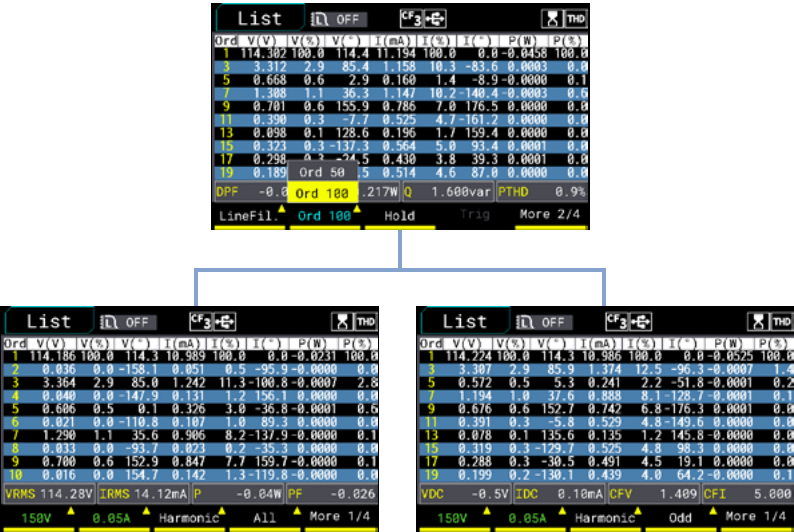 List OFF CF3 THD
Ord V(V) V(%) V(°) I(mA) I(%) I(°) P(W) P(%)
1 114.302 100.0 114.4 11.194 100.0 0.0 -0.0458 100.0
3 3.312 2.9 85.4 1.158 10.3 -83.6 0.0003 0.0
5 0.668 0.6 2.9 0.160 1.4 -8.9 -0.0000 0.1
7 1.308 1.1 36.3 1.147 10.2 -140.4 -0.0003 0.6
9 0.701 0.6 155.9 0.786 7.0 176.5 0.0000 0.0
11 0.390 0.3 -7.7 0.525 4.7 -161.2 0.0000 0.0
13 0.098 0.1 128.6 0.196 1.7 159.4 0.0000 0.0
15 0.323 0.3 -137.3 0.564 5.0 93.4 0.0001 0.0
17 0.298 0.3 -24.5 0.430 3.8 39.3 0.0001 0.0
19 0.189 .5 0.514 4.6 87.0 0.0000 0.0
Ord 50
Ord 100
DPF -0.0 .217W Q 1.600var PTHD 0.9%
LineFil. Ord 100 Hold Trig More 2/4
List OFF CF3 THD
Ord V(V) V(%) V(°) I(mA) I(%) I(°) P(W) P(%)
1 114.186 100.0 114.3 10.989 100.0 0.0 -0.0231 100.0
2 0.036 0.0 -158.1 0.051 0.5 -95.9 -0.0000 0.0
3 3.364 2.9 85.0 1.242 11.3 -100.8 -0.0007 2.8
4 0.040 0.0 -147.9 0.131 1.2 156.1 0.0000 0.0
5 0.606 0.5 0.1 0.326 3.0 -36.8 -0.0001 0.6
6 0.021 0.0 -110.8 0.107 1.0 89.3 0.0000 0.0
7 1.290 1.1 35.6 0.906 8.2 -137.9 -0.0000 0.1
8 0.033 0.0 -93.7 0.023 0.2 -35.3 0.0000 0.0
9 0.700 0.6 152.9 0.847 7.7 159.7 -0.0000 0.1
10 0.016 0.0 154.7 0.142 1.3 -119.8 -0.0000 0.0
VRMS 114.28V IRMS 14.12mA P -0.04W PF -0.026
150V 0.05A Harmonic All More 1/4
List OFF CF3 THD
Ord V(V) V(%) V(°) I(mA) I(%) I(°) P(W) P(%)
1 114.224 100.0 114.3 10.986 100.0 0.0 -0.0525 100.0
3 3.307 2.9 85.9 1.374 12.5 -96.3 -0.0007 1.4
5 0.572 0.5 5.3 0.241 2.2 -51.8 -0.0001 0.2
7 1.194 1.0 37.6 0.888 8.1 -128.7 -0.0001 0.1
9 0.676 0.6 152.7 0.742 6.8 -176.3 0.0001 0.0
11 0.391 0.3 -5.8 0.529 4.8 -149.6 0.0000 0.0
13 0.078 0.1 135.6 0.135 1.2 145.8 -0.0000 0.0
15 0.319 0.3 -129.7 0.525 4.8 98.3 0.0000 0.0
17 0.288 0.3 -30.5 0.491 4.5 19.1 0.0000 0.0
19 0.199 0.2 -130.1 0.439 4.0 64.2 -0.0000 0.1
VDC -0.5V IDC 0.10mA CFV 1.409 CFI 5.000
150V 0.05A Harmonic Odd More 1/4